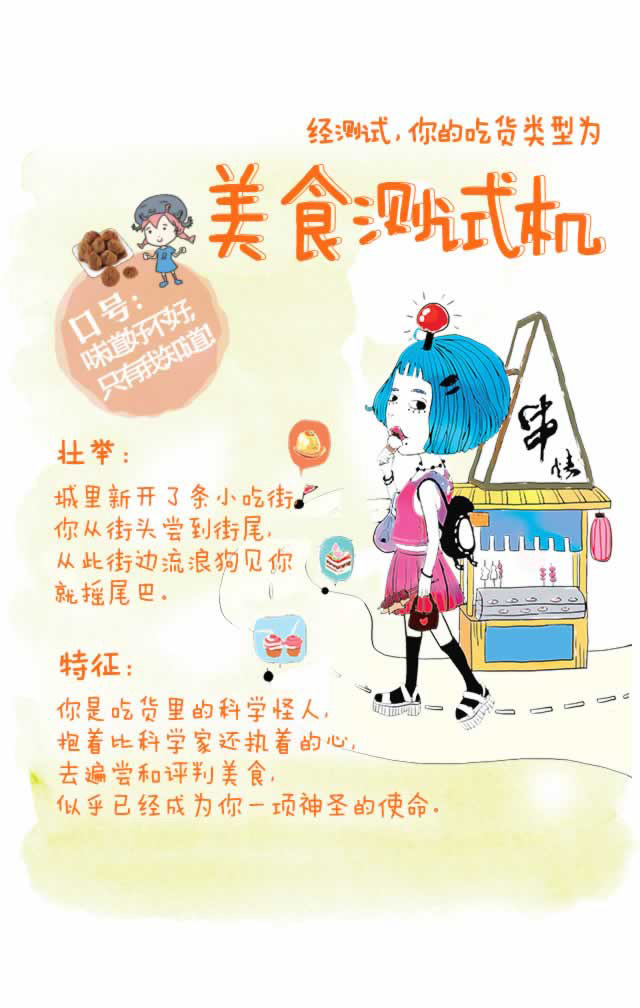 经测试,你的吃货类型为
美食测试机
口号:
味道好不好,
只有我知道!
串
情
壮举:
城里新开了条小吃街,
你从街头尝到街尾,
从此街边流浪狗见你
就摇尾巴。
特征:
你是吃货里的科学怪人,
抱着比科学家还执着的心,
去遍尝和评判美食,
似乎已经成为你一项神圣的使命。